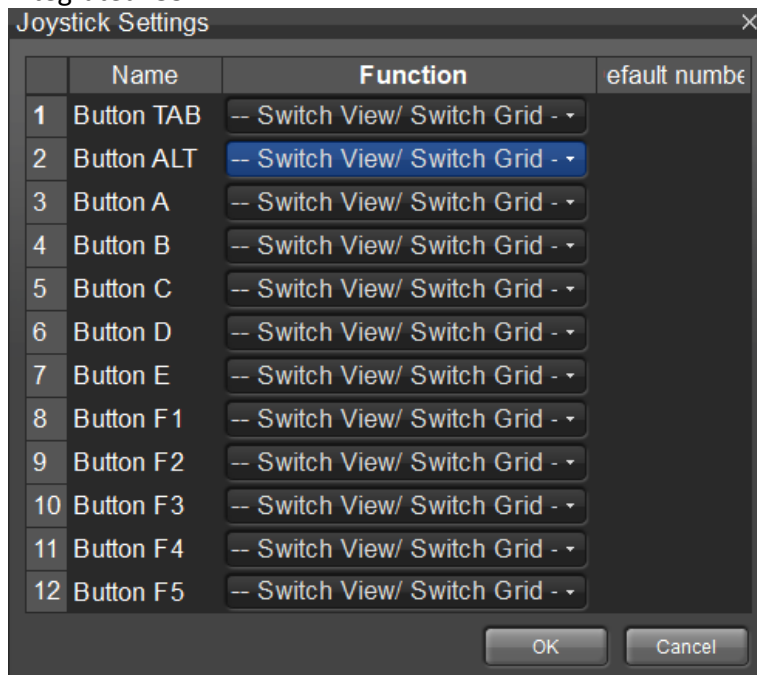 Joystick Settings
Name Function efault numbe
1 Button TAB -- Switch View/ Switch Grid -
2 Button ALT -- Switch View/ Switch Grid -
3 Button A -- Switch View/ Switch Grid -
4 Button B -- Switch View/ Switch Grid -
5 Button C -- Switch View/ Switch Grid -
6 Button D -- Switch View/ Switch Grid -
7 Button E -- Switch View/ Switch Grid -
8 Button F1 -- Switch View/ Switch Grid -
9 Button F2 -- Switch View/ Switch Grid -
10 Button F3 -- Switch View/ Switch Grid -
11 Button F4 -- Switch View/ Switch Grid -
12 Button F5 -- Switch View/ Switch Grid -
OK Cancel